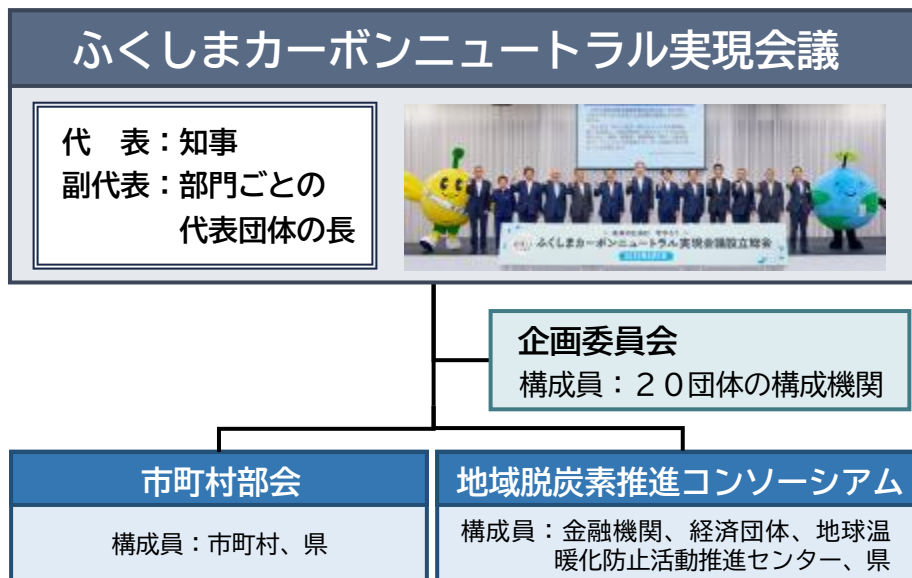 ふくしまカーボンニュートラル実現会議
代　表：知事
副代表：部門ごとの
代表団体の長
ふくしまカーボンニュートラル実現会議設立総会
企画委員会
構成員：２０団体の構成機関
市町村部会
構成員：市町村、県
地域脱炭素推進コンソーシアム
構成員：金融機関、経済団体、地球温
暖化防止活動推進センター、県